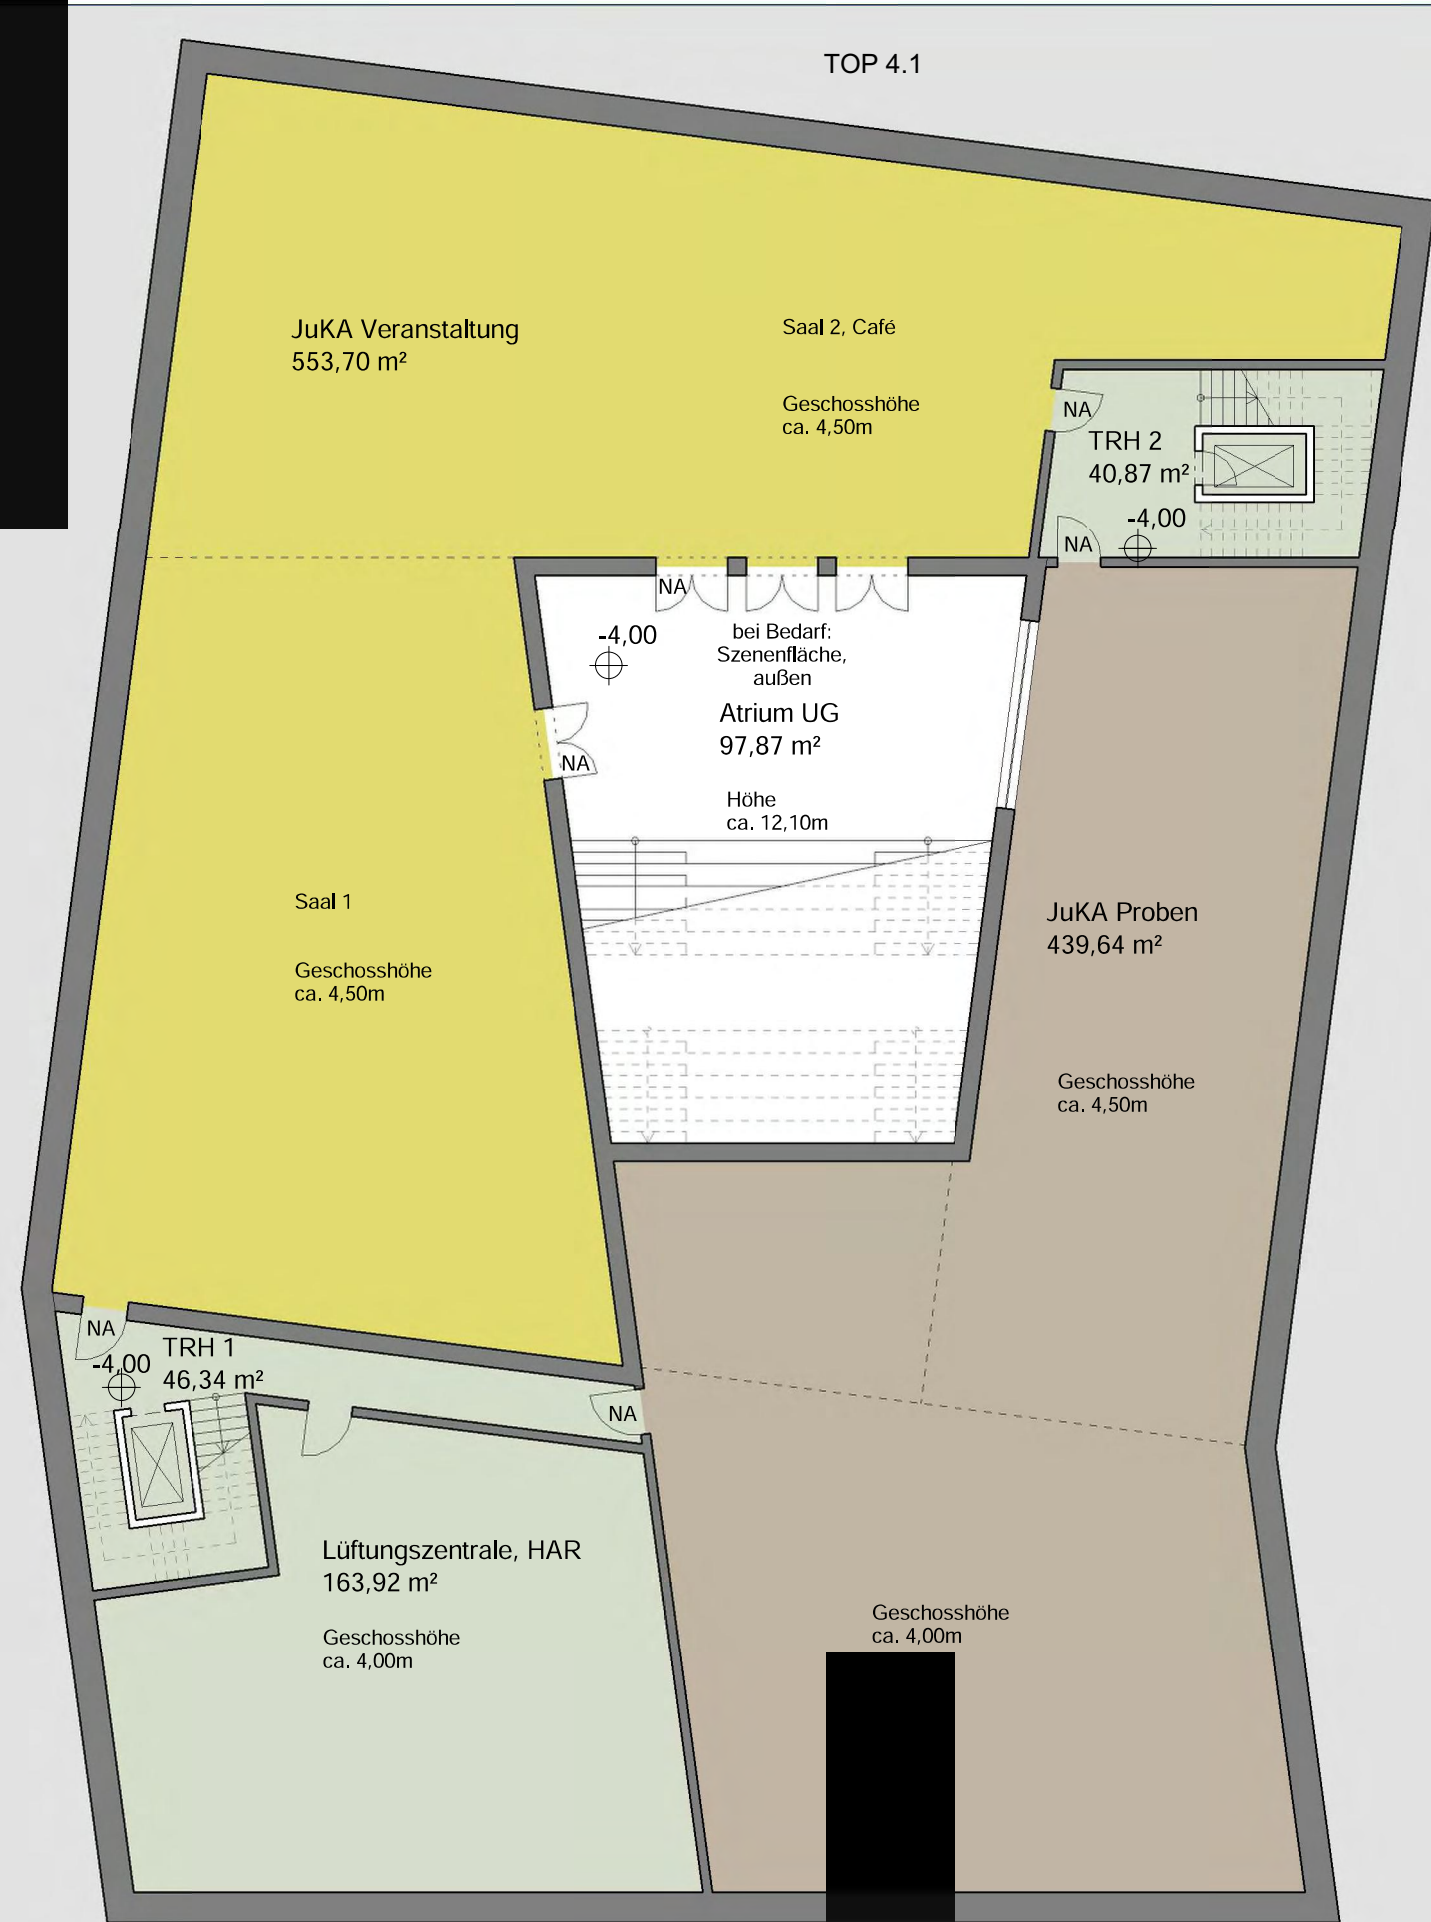 TOP 4.1
JuKA Veranstaltung
553,70 m²
Saal 2, Café
Geschosshöhe
ca. 4,50m
NA
TRH 2
40,87 m²
-4,00
NA
NA
-4,00
bei Bedarf:
Szenenfläche,
außen
Atrium UG
97,87 m²
NA
Höhe
ca. 12,10m
Saal 1
Geschosshöhe
ca. 4,50m
JuKA Proben
439,64 m²
Geschosshöhe
ca. 4,50m
NA
TRH 1
-4,00
46,34 m²
NA
Lüftungszentrale, HAR
163,92 m²
Geschosshöhe
ca. 4,00m
Geschosshöhe
ca. 4,00m